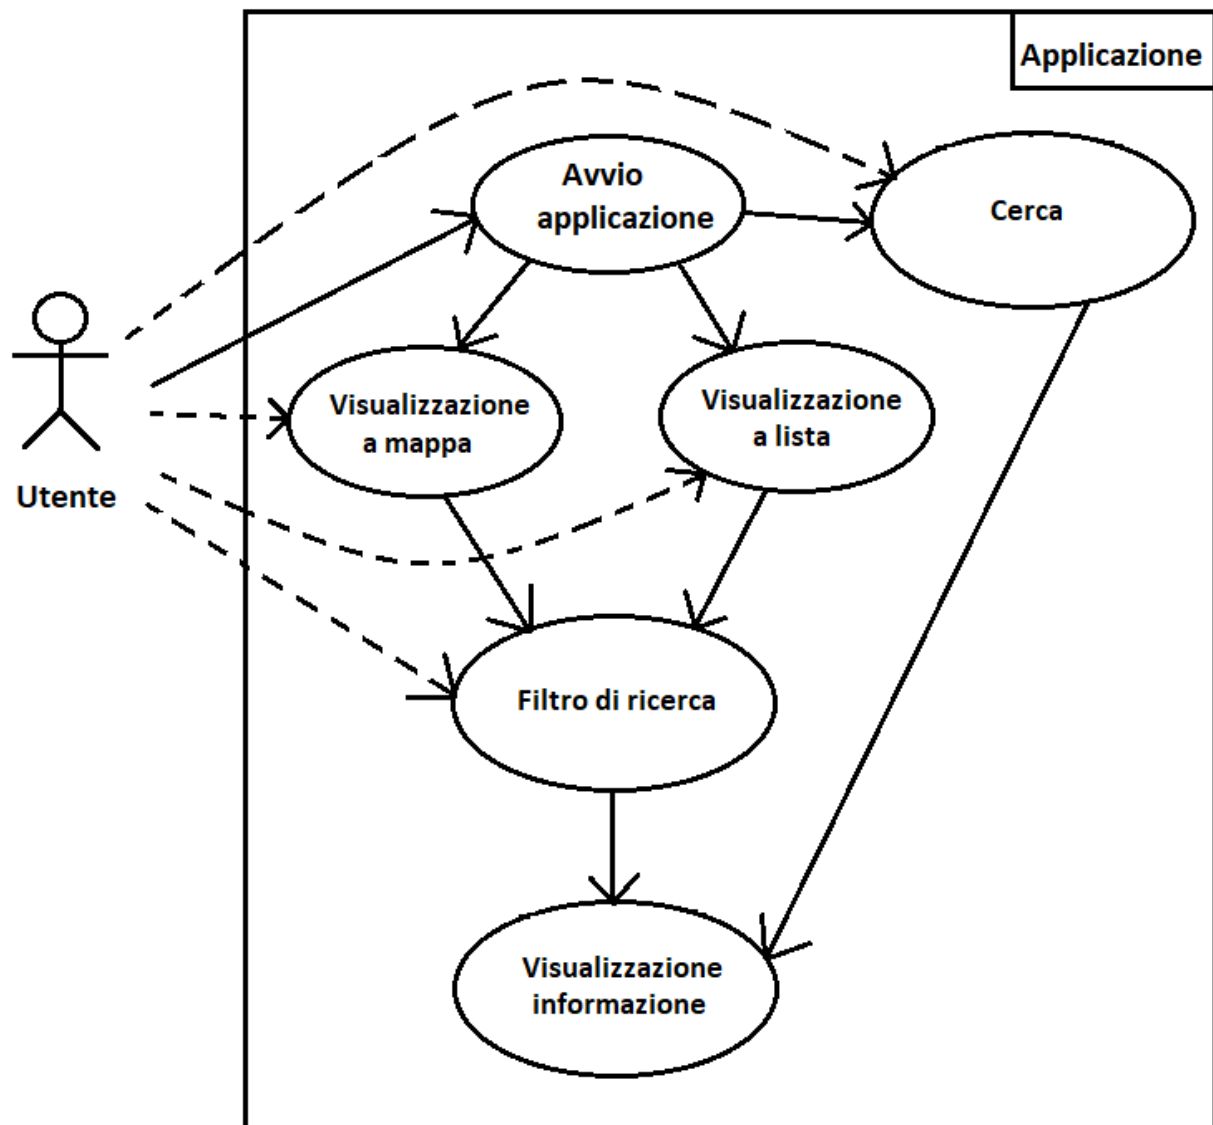 Applicazione
Avvio
applicazione
Cerca
Visualizzazione
a mappa
Visualizzazione
a lista
Utente
Filtro di ricerca
Visualizzazione
informazione